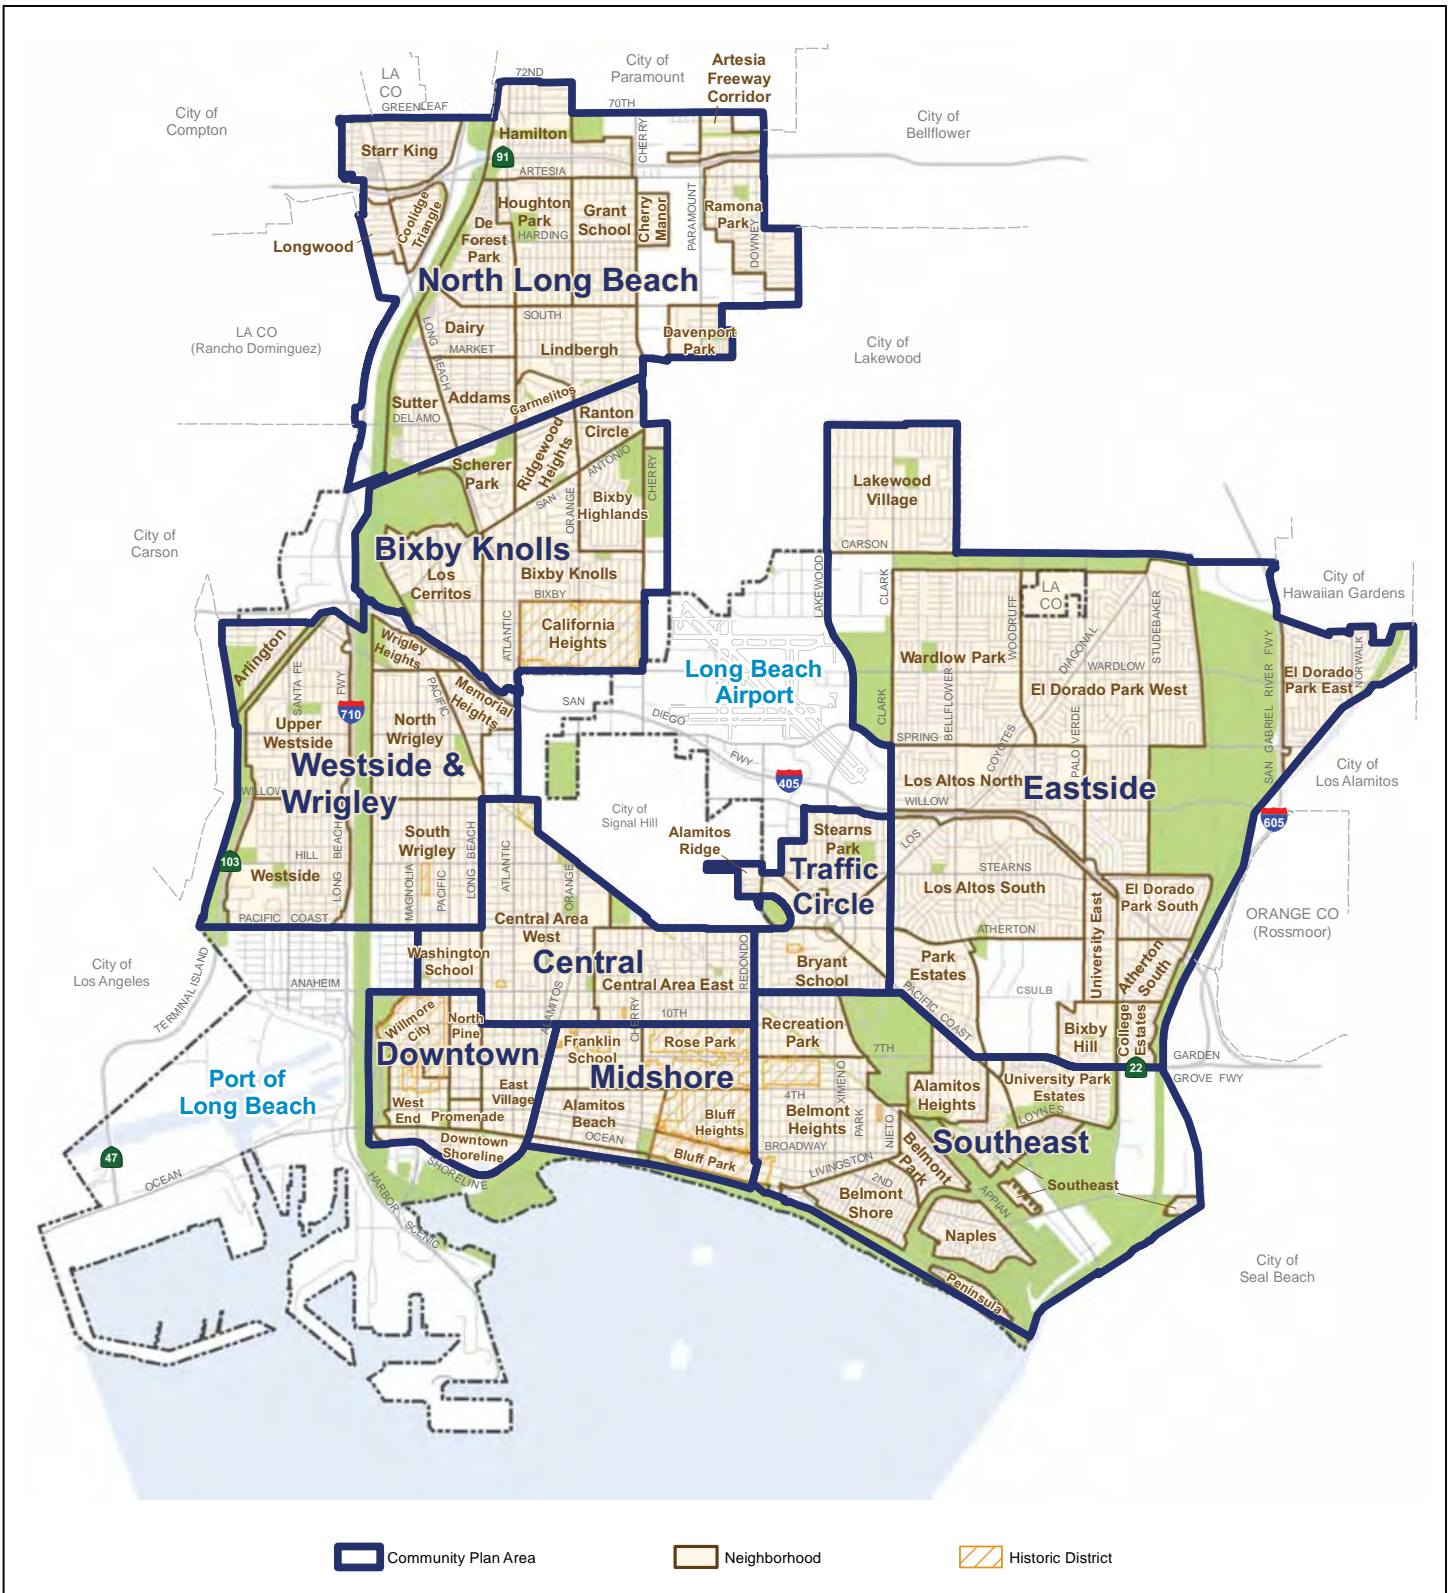 72ND
City of
Paramount
Artesia
Freeway
Corridor
LA
CO
GREENLEAF
70TH
City of
Compton
City of
Bellflower
CHERRY
Hamilton
Starr King
91
ARTESIA
Houghton
Park
HARDING
Grant
School
Cherry
Manor
PARAMOUNT
Ramona
Park
DOWNEY
Coolidge
Triangle
De
Forest
Park
Longwood
North Long Beach
SOUTH
LONG BEACH
Dairy
MARKET
Lindbergh
Davenport
Park
LA CO
(Rancho Dominguez)
City of
Lakewood
Sutter
DEL AMO
Addams
Carmelitos
Ranton
Circle
Ridgewood
Heights
SAN ANTONIO
Scherer
Park
ORANGE
Bixby
Highlands
CHERRY
Lakewood
Village
CARSON
City of
Carson
Bixby Knolls
Los
Cerritos
Bixby Knolls
BIXBY
ATLANTIC
California
Heights
LAKEWOOD
CLARK
WOODRUFF
LA
CO
DIAGONAL
STUDEBAKER
WARDLOW
City of
Hawaiian Gardens
NORWALK
Arlington
SANTA FE
FWY
710
Wrigley
Heights
PACIFIC
Memorial
Heights
Long Beach
Airport
Wardlow Park
El Dorado Park West
El Dorado
Park East
SAN GABRIEL RIVER FWY
CLARK
BELLFLOWER
SPRING
COYOTES
PALO VERDE
Upper
Westside
North
Wrigley
SAN DIEGO FWY
405
Westside &
Wrigley
WILLOW
Los Altos North
Eastside
WILLOW
City of
Los Alamitos
605
City of
Signal Hill
Alamitos
Ridge
Stearns
Park
Traffic
Circle
LOS
STEARNS
Los Altos South
El Dorado
Park South
South
Wrigley
103
HILL
Westside
LONG BEACH
MAGNOLIA
PACIFIC
LONG BEACH
ATLANTIC
ORANGE
PACIFIC COAST
Central Area
West
Central
Washington
School
ANAHEIM
Central Area East
REDONDO
Bryant
School
ATHERTON
Park
Estates
CSULB
University East
Atherton
South
ORANGE CO
(Rossmoor)
City of
Los Angeles
TERMINAL ISLAND
ALAMITOS
CHERRY
10TH
PACIFIC COAST
Bixby
Hill
College
Estates
GARDEN
GROVE FWY
22
Willmore
City
North
Pine
Downtown
Franklin
School
Rose Park
Midshore
Recreation
Park
7TH
XIMENO
Port of
Long Beach
East
Village
West
End
Promenade
Downtown
Shoreline
SHORELINE
Alamitos
Beach
OCEAN
Bluff
Heights
Bluff Park
4TH
Belmont
Heights
BROADWAY
PARK
NIETO
LIVINGSTON
2ND
Alamitos
Heights
University Park
Estates
LOYNES
Southeast
Southeast
Belmont
Park
APPIAN
Belmont
Shore
Naples
Peninsula
47
OCEAN
HARBOR SCENIC
City of
Seal Beach
Community Plan Area
Neighborhood
Historic District